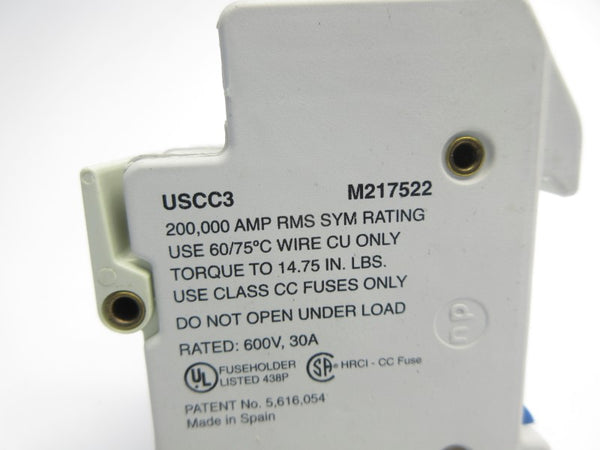 USCC3 M217522
200,000 AMP RMS SYM RATING
USE 60/75°C WIRE CU ONLY
TORQUE TO 14.75 IN. LBS.
USE CLASS CC FUSES ONLY
DO NOT OPEN UNDER LOAD
RATED: 600V, 30A
UL FUSEHOLDER LISTED 438P SA® HRCI - CC Fuse
PATENT No. 5,616,054
Made in Spain